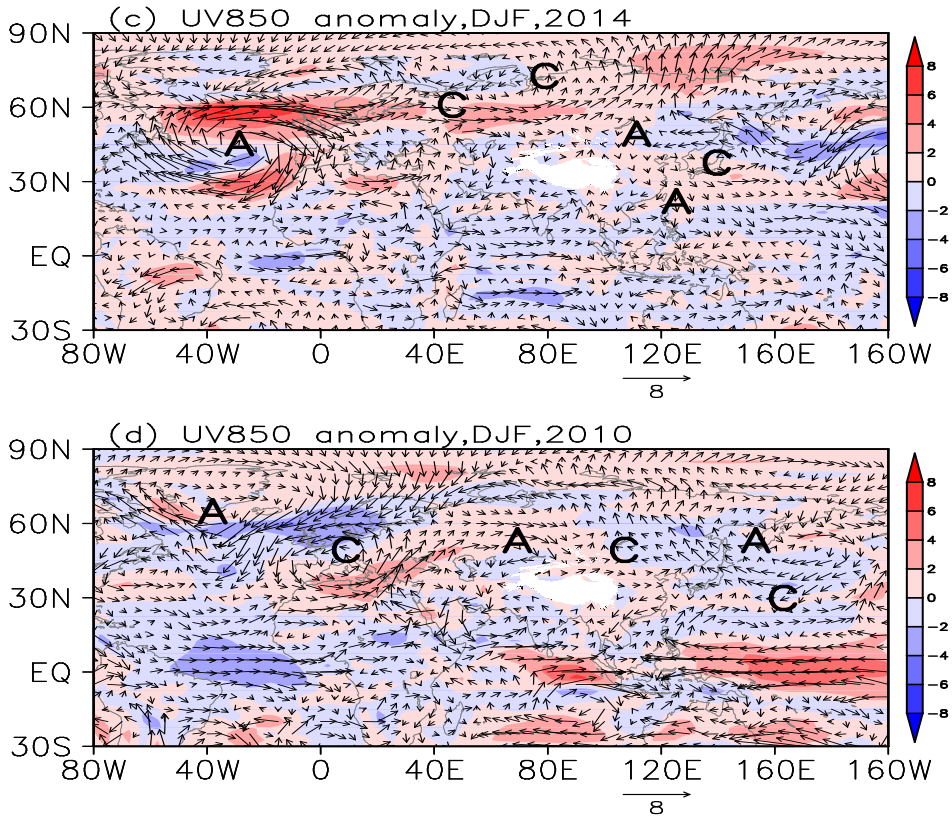 (c) UV850 anomaly,DJF,2014
90N
60N
30N
EQ
30S
80W 40W 0 40E 80E 120E 160E 160W
A
C
C
A
C
A
8
6
4
2
0
-2
-4
-6
-8
8
(d) UV850 anomaly,DJF,2010
90N
60N
30N
EQ
30S
80W 40W 0 40E 80E 120E 160E 160W
A
C
A
C
A
C
8
6
4
2
0
-2
-4
-6
-8
8